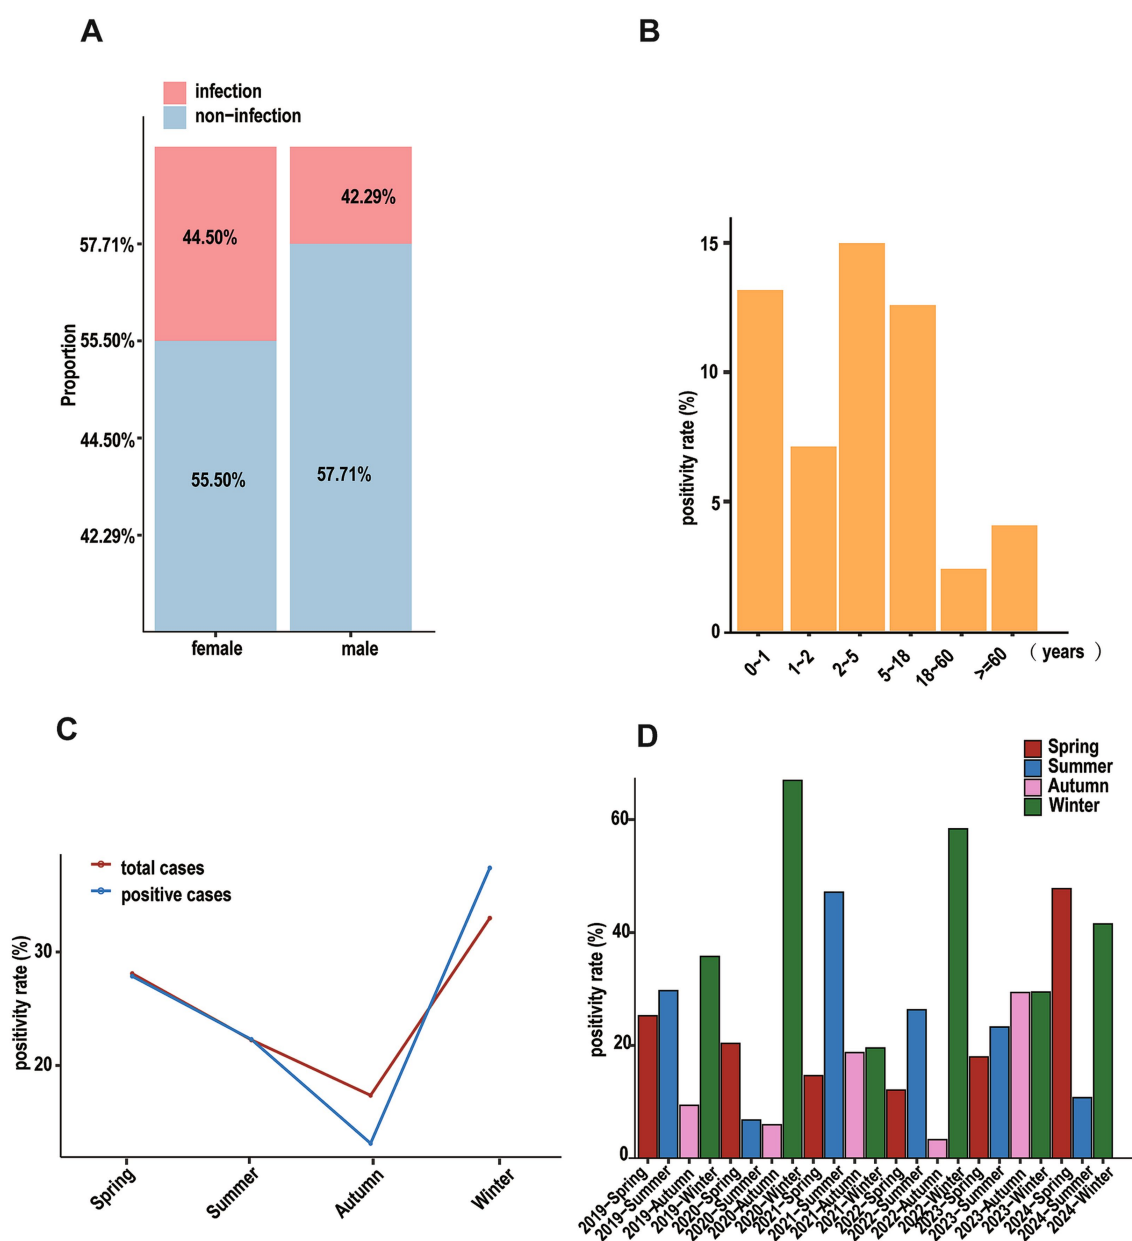 A
infection
non−infection
57.71%
55.50%
44.50%
42.29%
Proportion
44.50%
55.50%
42.29%
57.71%
female
male
B
15
10
5
0
positivity rate (%)
0~1
1~2
2~5
5~18
18~60
>=60
( years )
C
total cases
positive cases
30
20
positivity rate (%)
Spring
Summer
Autumn
Winter
D
Spring
Summer
Autumn
Winter
60
40
20
0
positivity rate (%)
2019−Spring
2019−Summer
2019−Autumn
2019−Winter
2020−Spring
2020−Summer
2020−Autumn
2020−Winter
2021−Spring
2021−Summer
2021−Autumn
2021−Winter
2022−Spring
2022−Summer
2022−Autumn
2022−Winter
2023−Spring
2023−Summer
2023−Autumn
2023−Winter
2024−Spring
2024−Summer
2024−Winter